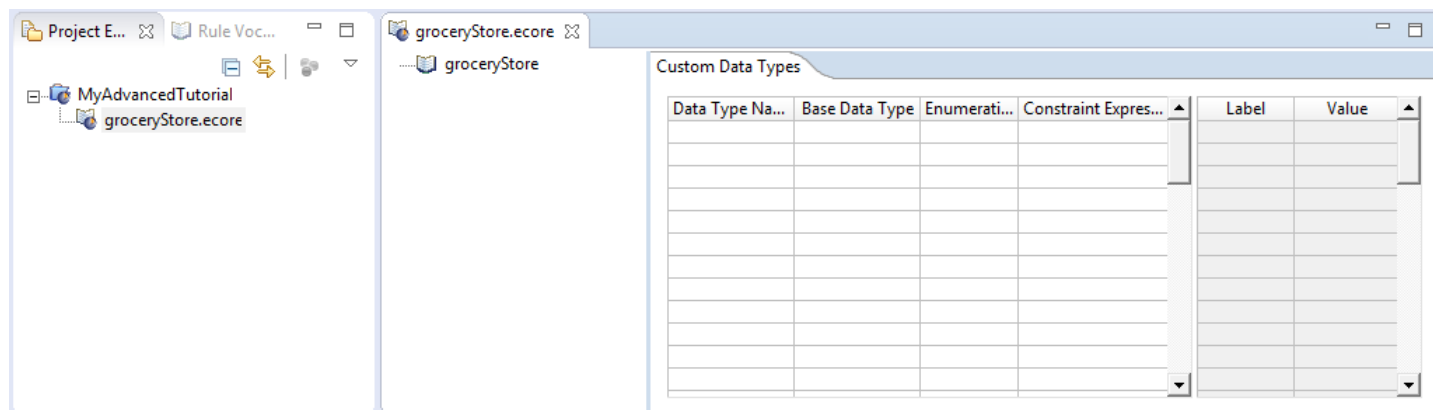 Project E...
Rule Voc...
MyAdvancedTutorial
groceryStore.ecore
groceryStore.ecore
groceryStore
Custom Data Types
Data Type Na... Base Data Type Enumerati... Constraint Expres... Label Value